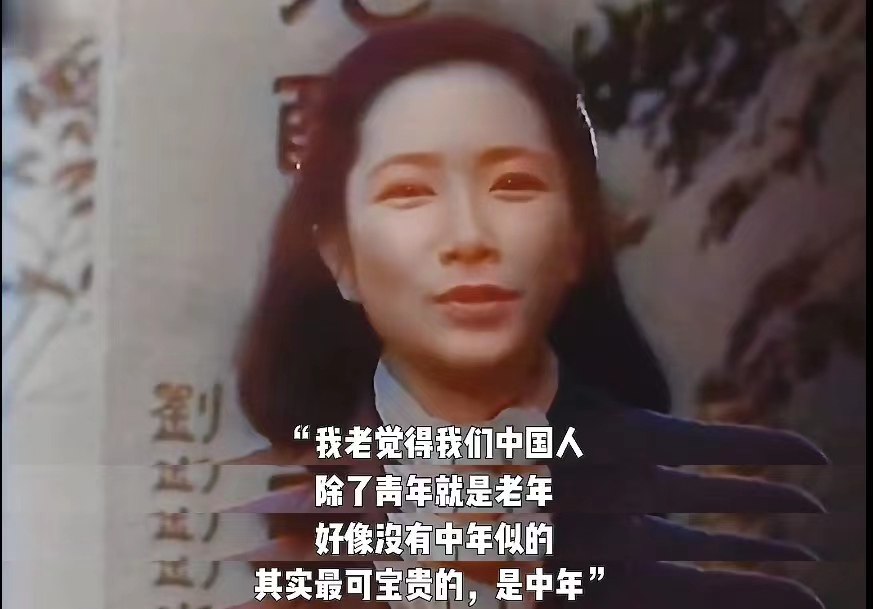 劉
“我老觉得我们中国人
除了青年就是老年
好像没有中年似的
其实最可宝贵的，是中年”